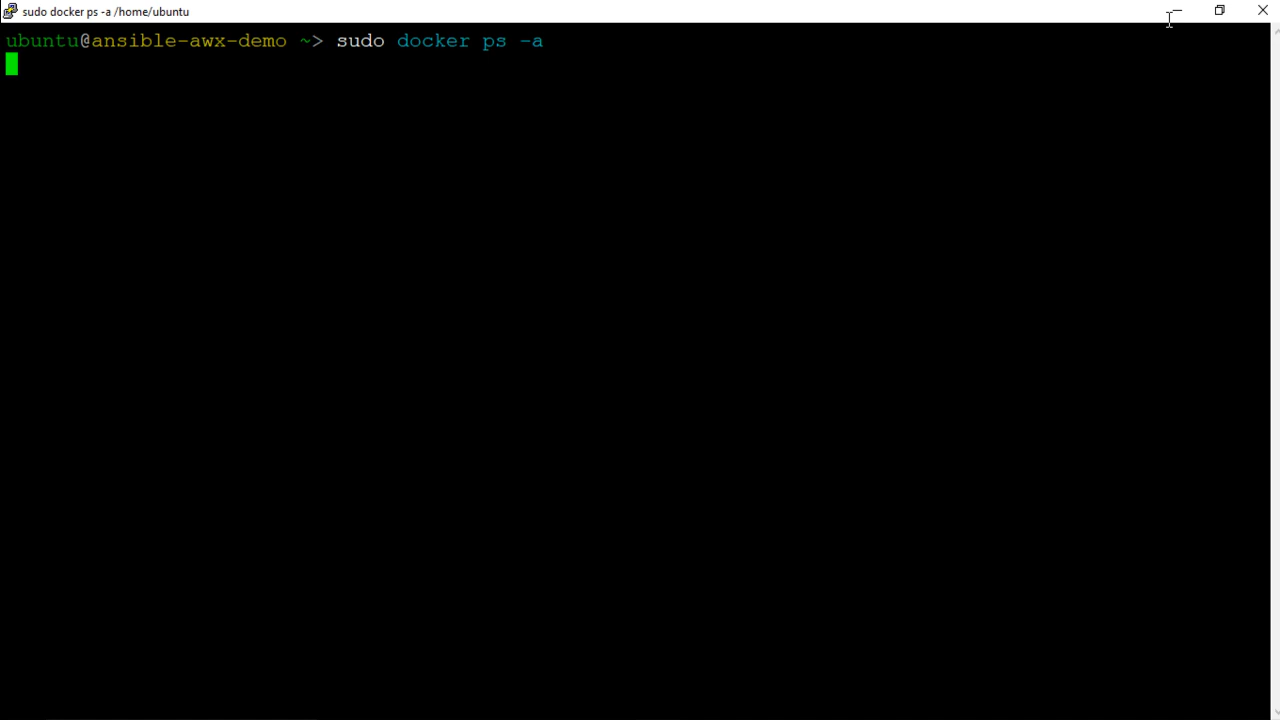 sudo docker ps -a /home/ubuntu
ubuntu@ansible-awx-demo ~> sudo docker ps -a